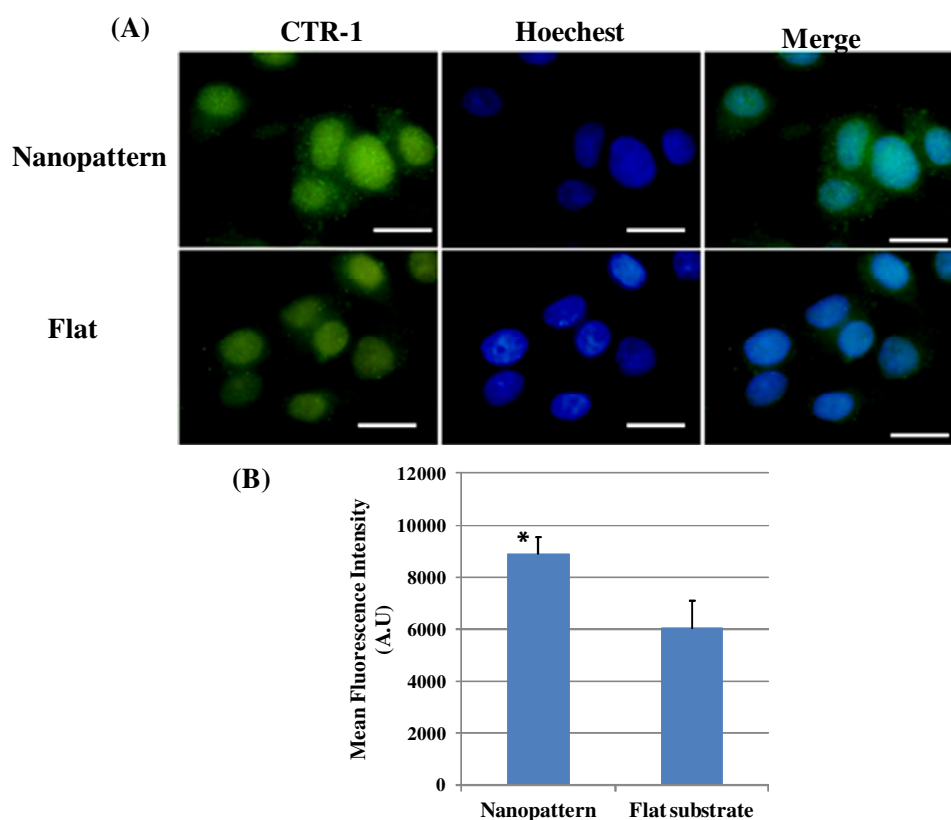 (A)
CTR-1 Hoechest Merge
Nanopattern
Flat
(B)
Mean Fluorescence Intensity
(A.U)
12000
10000
8000
6000
4000
2000
0
*
Nanopattern Flat substrate